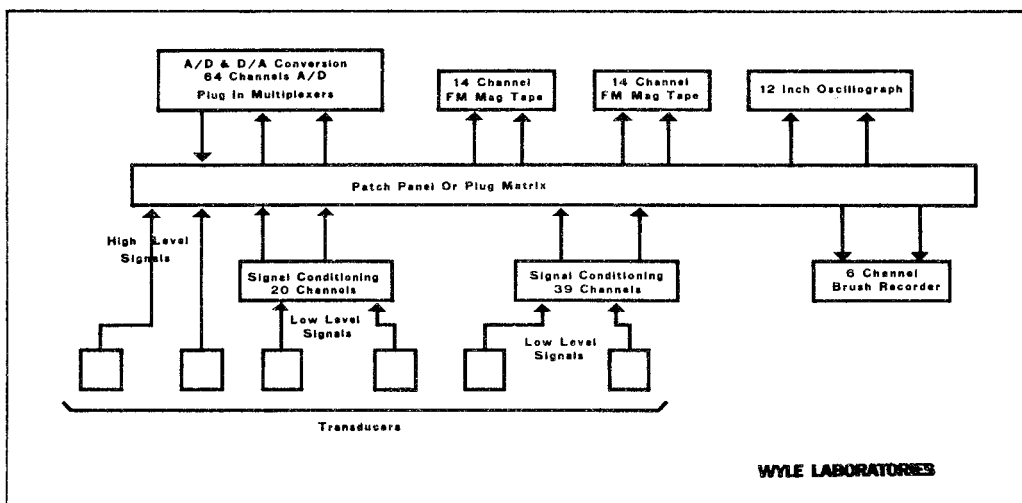 A/D & D/A Conversion
64 Channels A/D
Plug In Multiplexers
14 Channel
FM Mag Tape
14 Channel
FM Mag Tape
12 Inch Oscillograph
Patch Panel Or Plug Matrix
High Level
Signals
Signal Conditioning
20 Channels
Signal Conditioning
39 Channels
6 Channel
Brush Recorder
Low Level
Signals
Low Level
Signals
Transducers
WYLE LABORATORIES